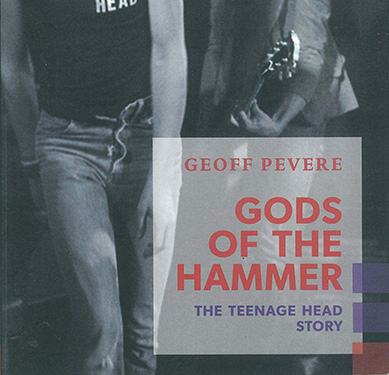 HEAD
GEOFF PEVERE
GODS
OF THE
HAMMER
THE TEENAGE HEAD
STORY